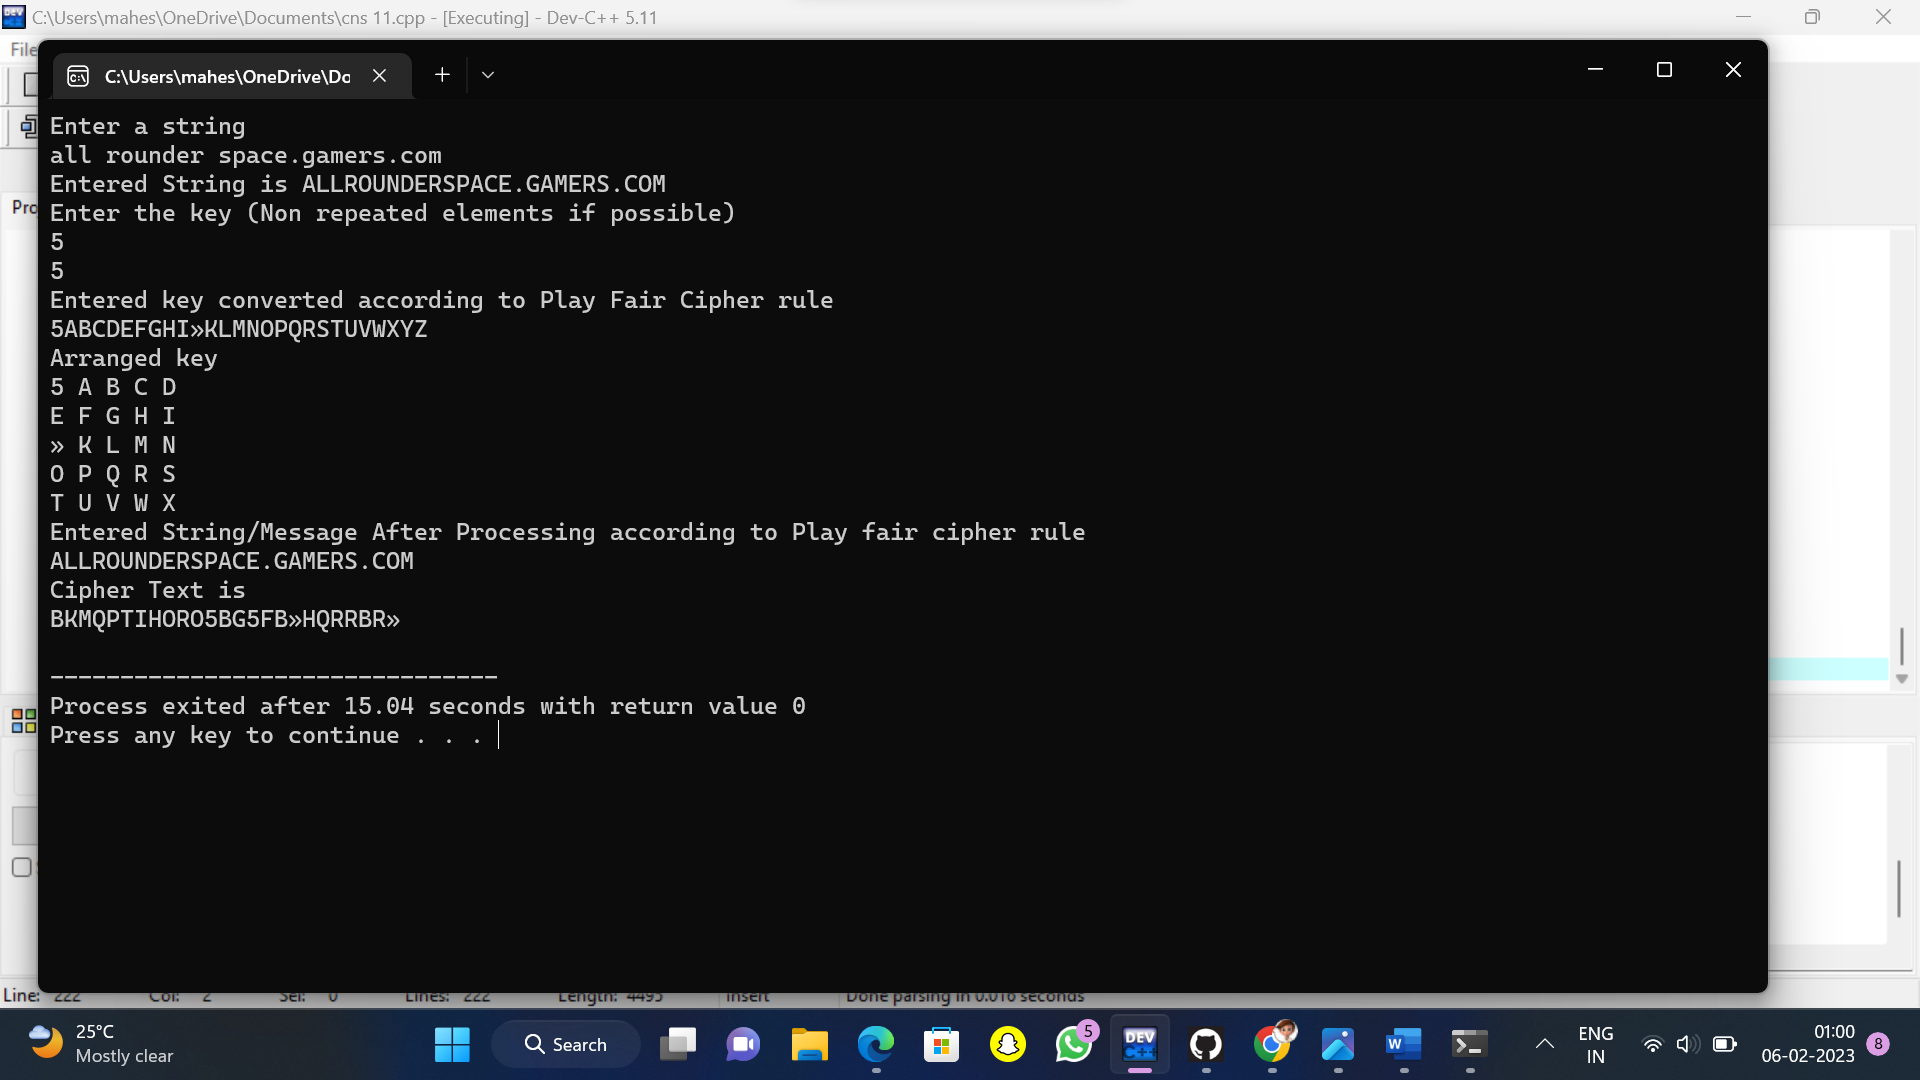 C:\Users\mahes\OneDrive\Documents\cns 11.cpp - [Executing] - Dev-C++ 5.11
File
C:\Users\mahes\OneDrive\Do
Pro
Enter a string
all rounder space.gamers.com
Entered String is ALLROUNDERSPACE.GAMERS.COM
Enter the key (Non repeated elements if possible)
5
5
Entered key converted according to Play Fair Cipher rule
5ABCDEFGHI»KLMNOPQRSTUVWXYZ
Arranged key
5 A B C D
E F G H I
» K L M N
O P Q R S
T U V W X
Entered String/Message After Processing according to Play fair cipher rule
ALLROUNDERSPACE.GAMERS.COM
Cipher Text is
BKMQPTIHORO5BG5FB»HQRRBR»
--------------------------------
Process exited after 15.04 seconds with return value 0
Press any key to continue . . .
Line: 222 Col: 2 Sel: 0 Lines: 222 Length: 4495 Insert Done parsing in 0.016 seconds
25°C
Mostly clear
Search
5
DEV
C++
W
ENG
IN
01:00
06-02-2023
8